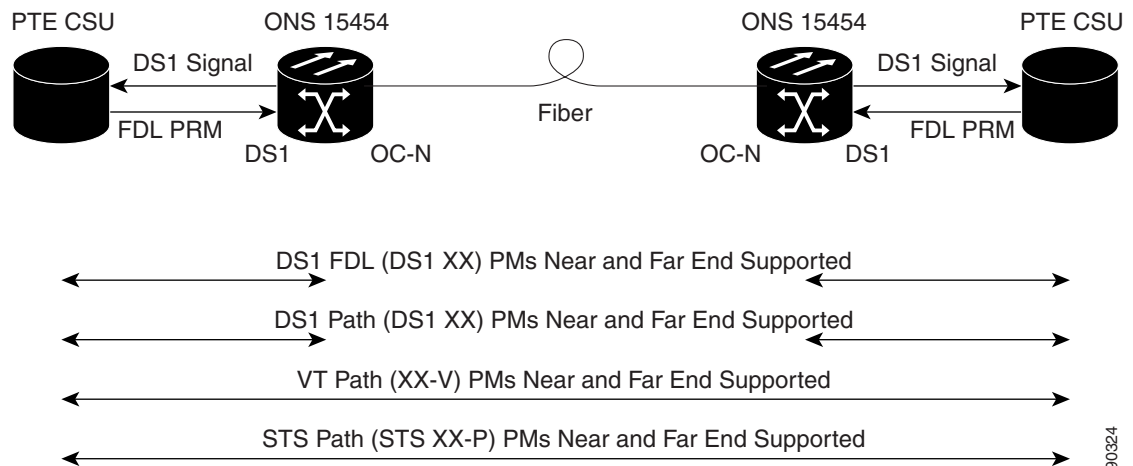 PTE CSU
ONS 15454
ONS 15454
PTE CSU
DS1 Signal
DS1 Signal
Fiber
FDL PRM
FDL PRM
DS1
OC-N
OC-N
DS1
DS1 FDL (DS1 XX) PMs Near and Far End Supported
DS1 Path (DS1 XX) PMs Near and Far End Supported
VT Path (XX-V) PMs Near and Far End Supported
STS Path (STS XX-P) PMs Near and Far End Supported
90324